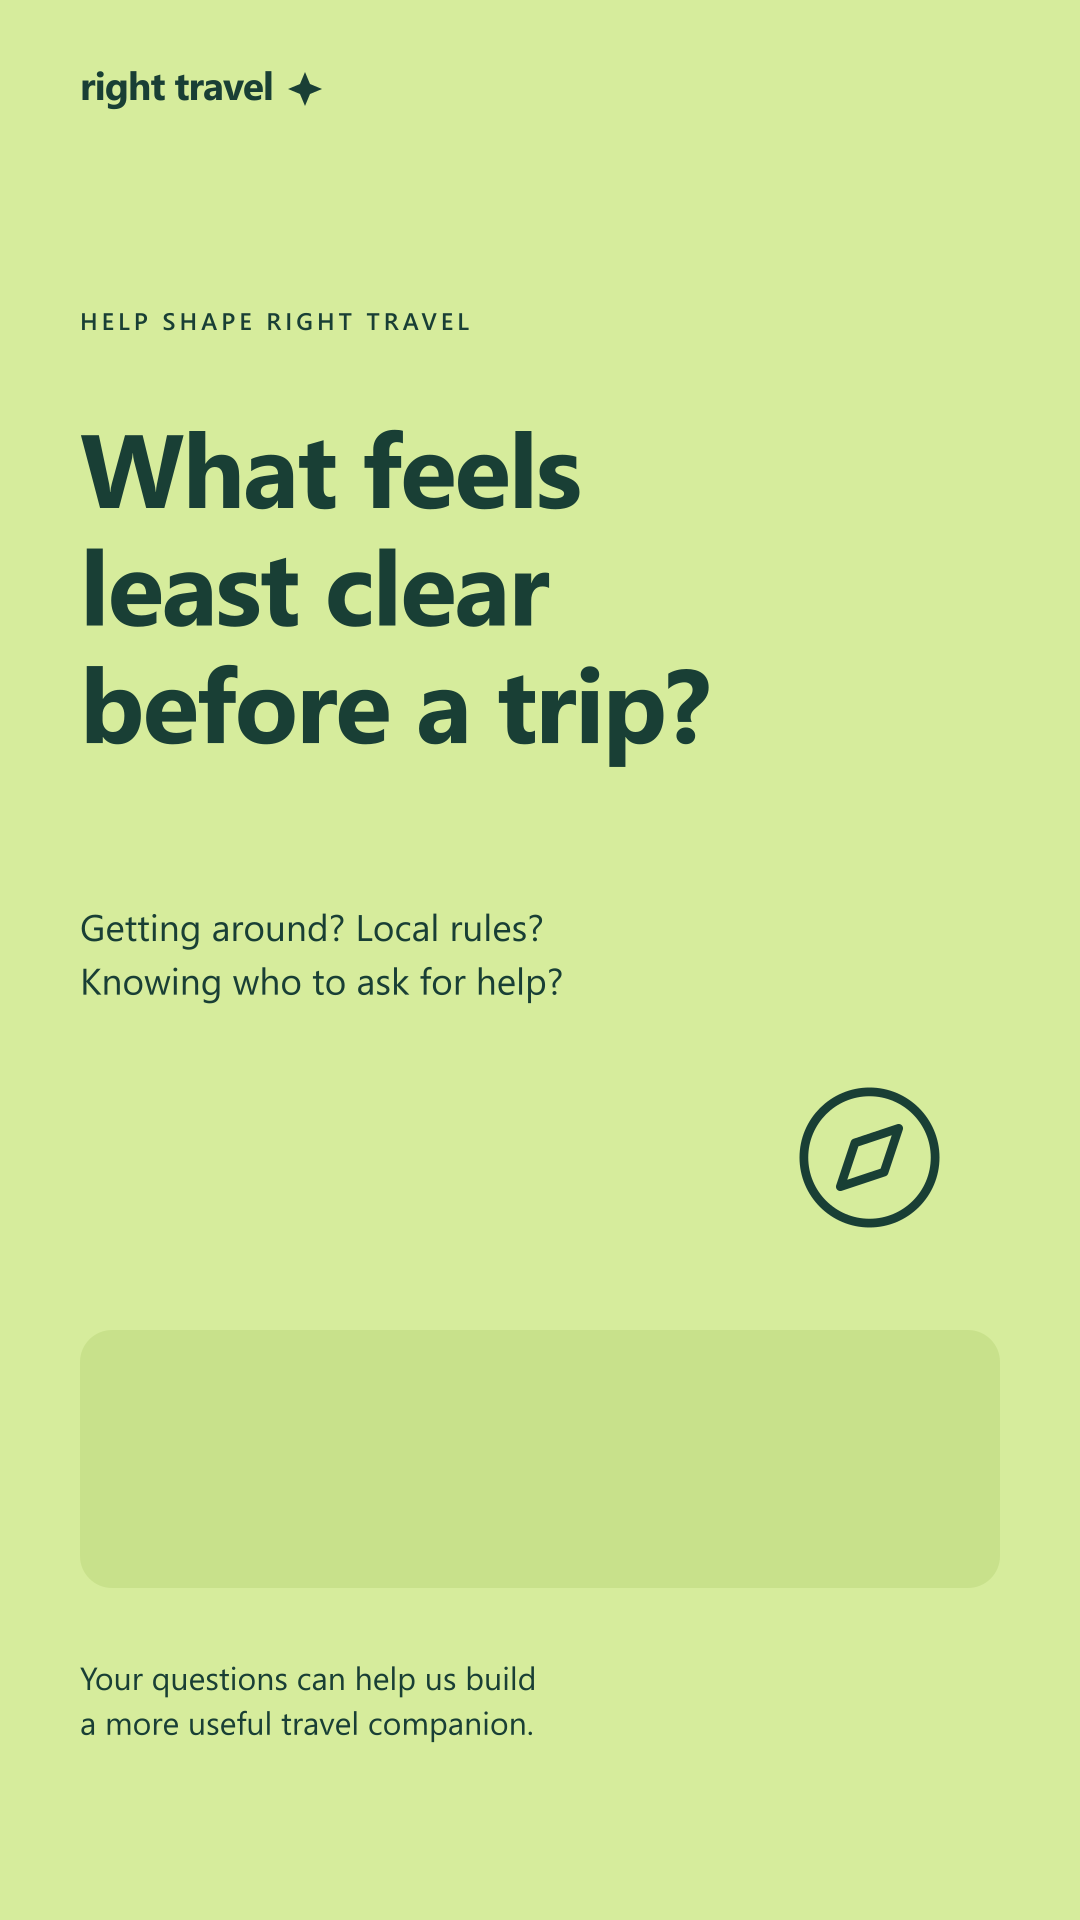 right travel
HELP SHAPE RIGHT TRAVEL
What feels
least clear
before a trip?
Getting around? Local rules?
Knowing who to ask for help?
Your questions can help us build
a more useful travel companion.